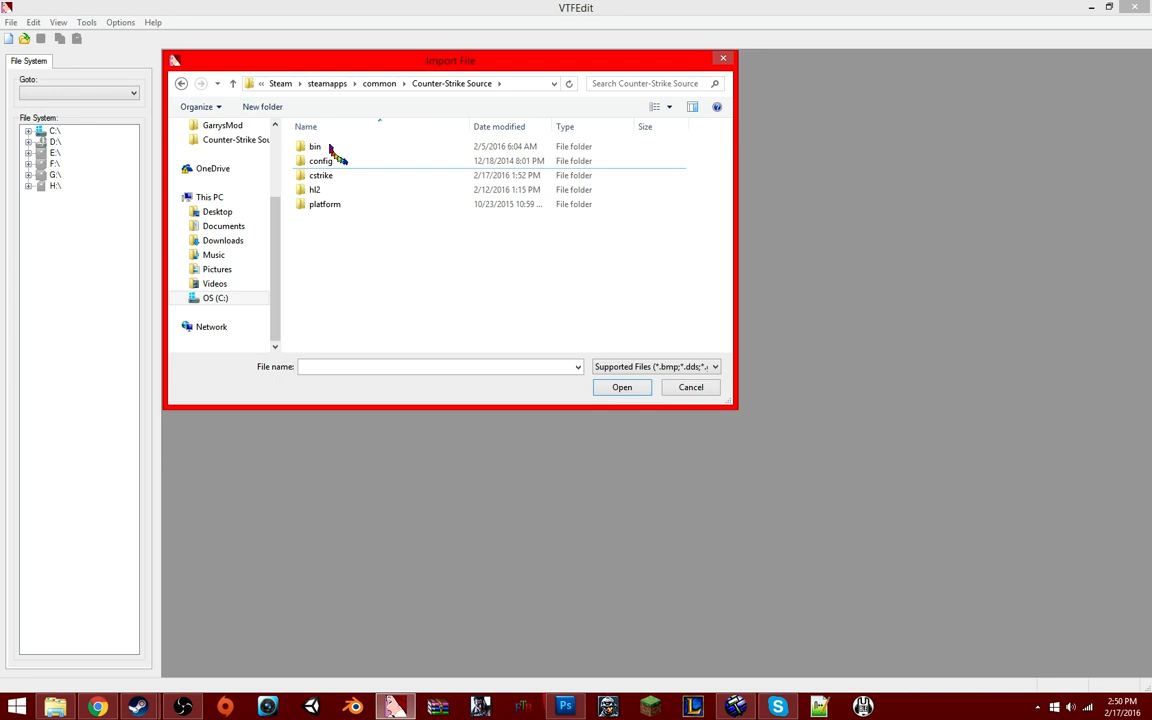 VTFEdit
File Edit View Tools Options Help
File System
Goto:
File System:
C:\
D:\
E:\
F:\
G:\
H:\
Import File
« Steam steamapps common Counter-Strike Source
Search Counter-Strike Source
Organize New folder
Name Date modified Type Size
GarrysMod
Counter-Strike Sou
OneDrive
This PC
Desktop
Documents
Downloads
Music
Pictures
Videos
OS (C:)
Network
bin 2/5/2016 6:04 AM File folder
config 12/18/2014 8:01 PM File folder
cstrike 2/17/2016 1:52 PM File folder
hl2 2/12/2016 1:15 PM File folder
platform 10/23/2015 10:59 ... File folder
File name: Supported Files (*.bmp;*.dds;*.
Open Cancel
Ps
2:50 PM
2/17/2016